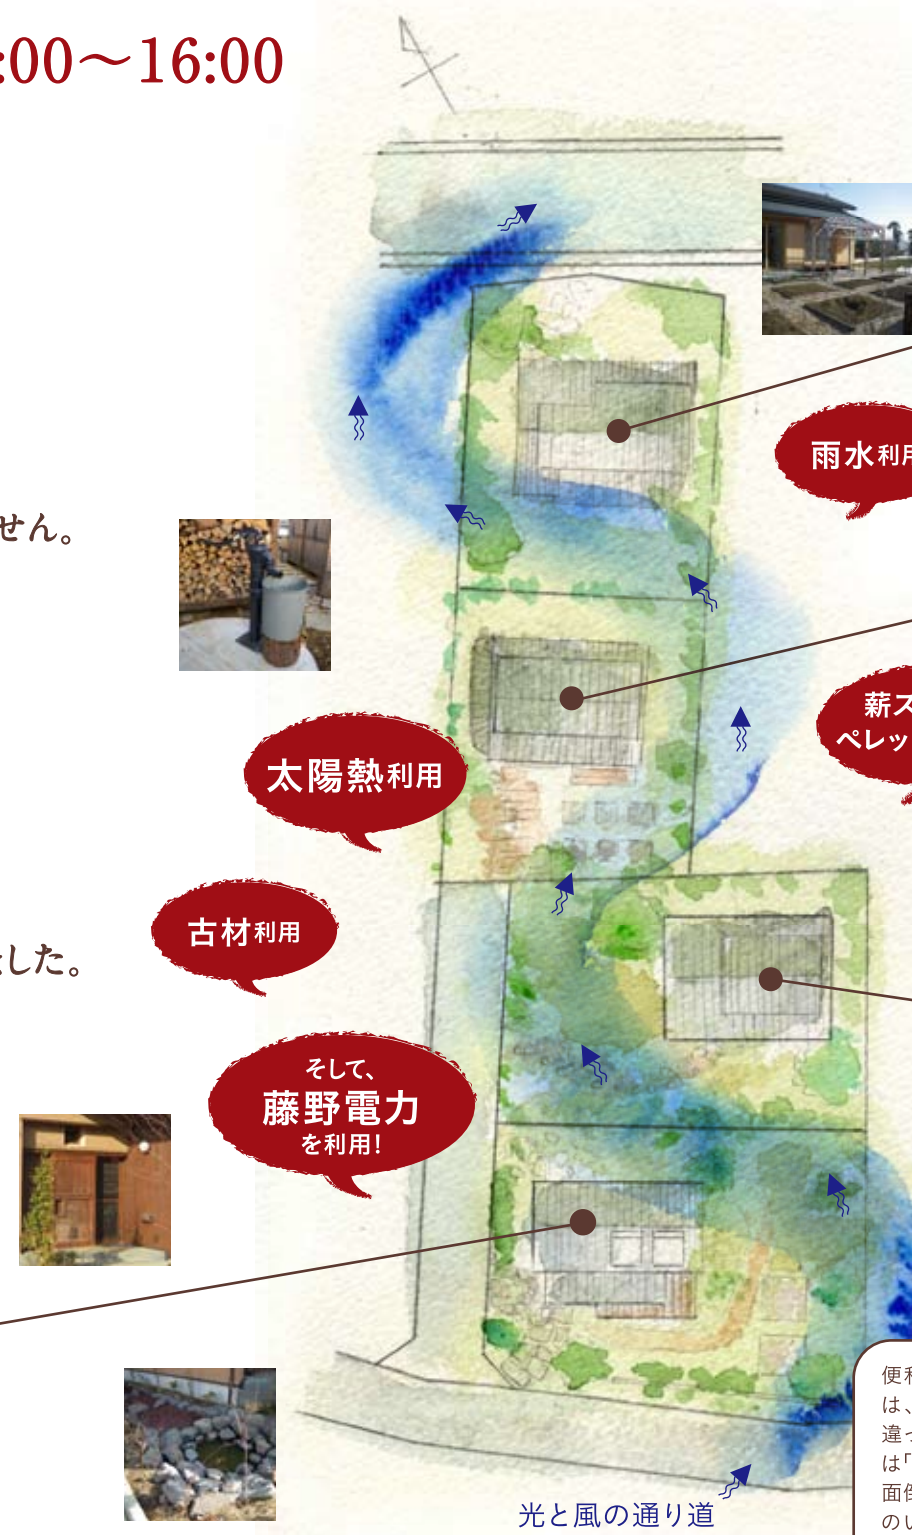 :00〜16:00
雨水利用
せん。
薪ス
ペレッ
太陽熱利用
古材利用
した。
そして、
藤野電力
を利用!
便利
は、
違っ
は「
面倒
のい
光と風の通り道